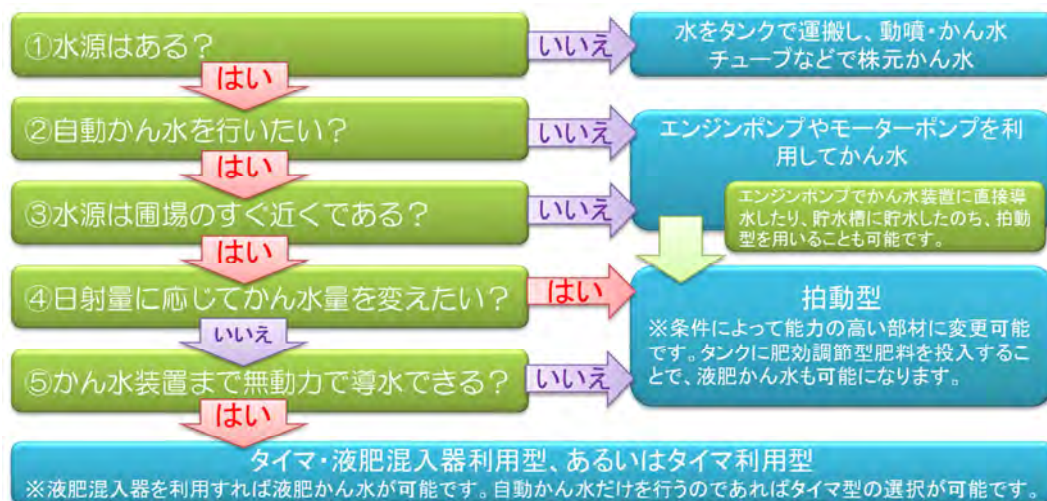 ①水源はある?
いいえ
水をタンクで運搬し、動噴・かん水
チューブなどで株元かん水
はい
②自動かん水を行いたい?
いいえ
エンジンポンプやモーターポンプを利
用してかん水
はい
③水源は圃場のすぐ近くである?
いいえ
エンジンポンプでかん水装置に直接導
水したり、貯水槽に貯水したのち、拍動
型を用いることも可能です。
はい
④日射量に応じてかん水量を変えたい?
はい
拍動型
※条件によって能力の高い部材に変更可能
です。タンクに肥効調節型肥料を投入するこ
とで、液肥かん水も可能になります。
いいえ
⑤かん水装置まで無動力で導水できる?
いいえ
はい
タイマ・液肥混入器利用型、あるいはタイマ利用型
※液肥混入器を利用すれば液肥かん水が可能です。自動かん水だけを行うのであればタイマ型の選択が可能です。